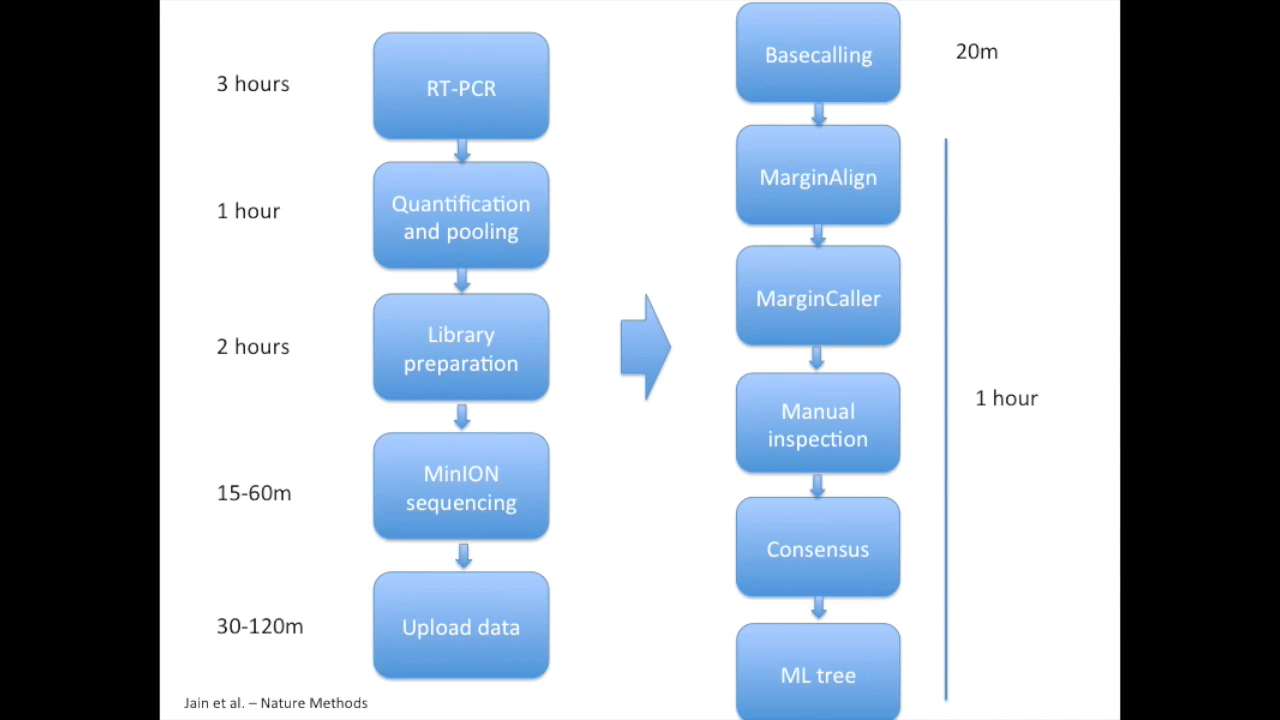 3 hours
RT-PCR
1 hour
Quantification
and pooling
2 hours
Library
preparation
15-60m
MinION
sequencing
30-120m
Upload data
Jain et al. – Nature Methods
Basecalling
20m
MarginAlign
MarginCaller
Manual
inspection
1 hour
Consensus
ML tree